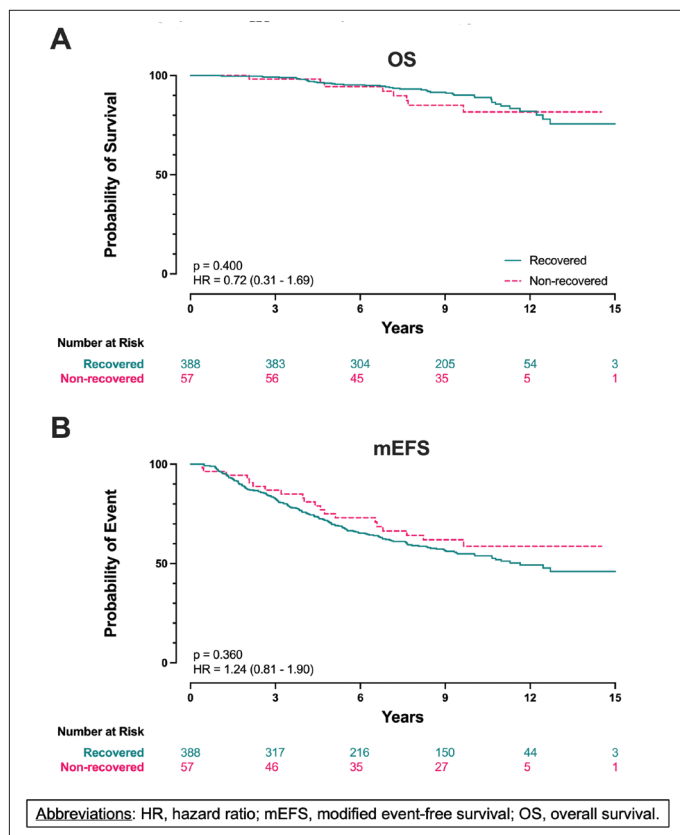 A
OS
100
50
0
Probability of Survival
p = 0.400
HR = 0.72 (0.31 - 1.69)
Recovered
Non-recovered
0 3 6 9 12 15
Years
Number at Risk
Recovered 388 383 304 205 54 3
Non-recovered 57 56 45 35 5 1
B
mEFS
100
50
0
Probability of Event
p = 0.360
HR = 1.24 (0.81 - 1.90)
0 3 6 9 12 15
Years
Number at Risk
Recovered 388 317 216 150 44 3
Non-recovered 57 46 35 27 5 1
Abbreviations: HR, hazard ratio; mEFS, modified event-free survival; OS, overall survival.